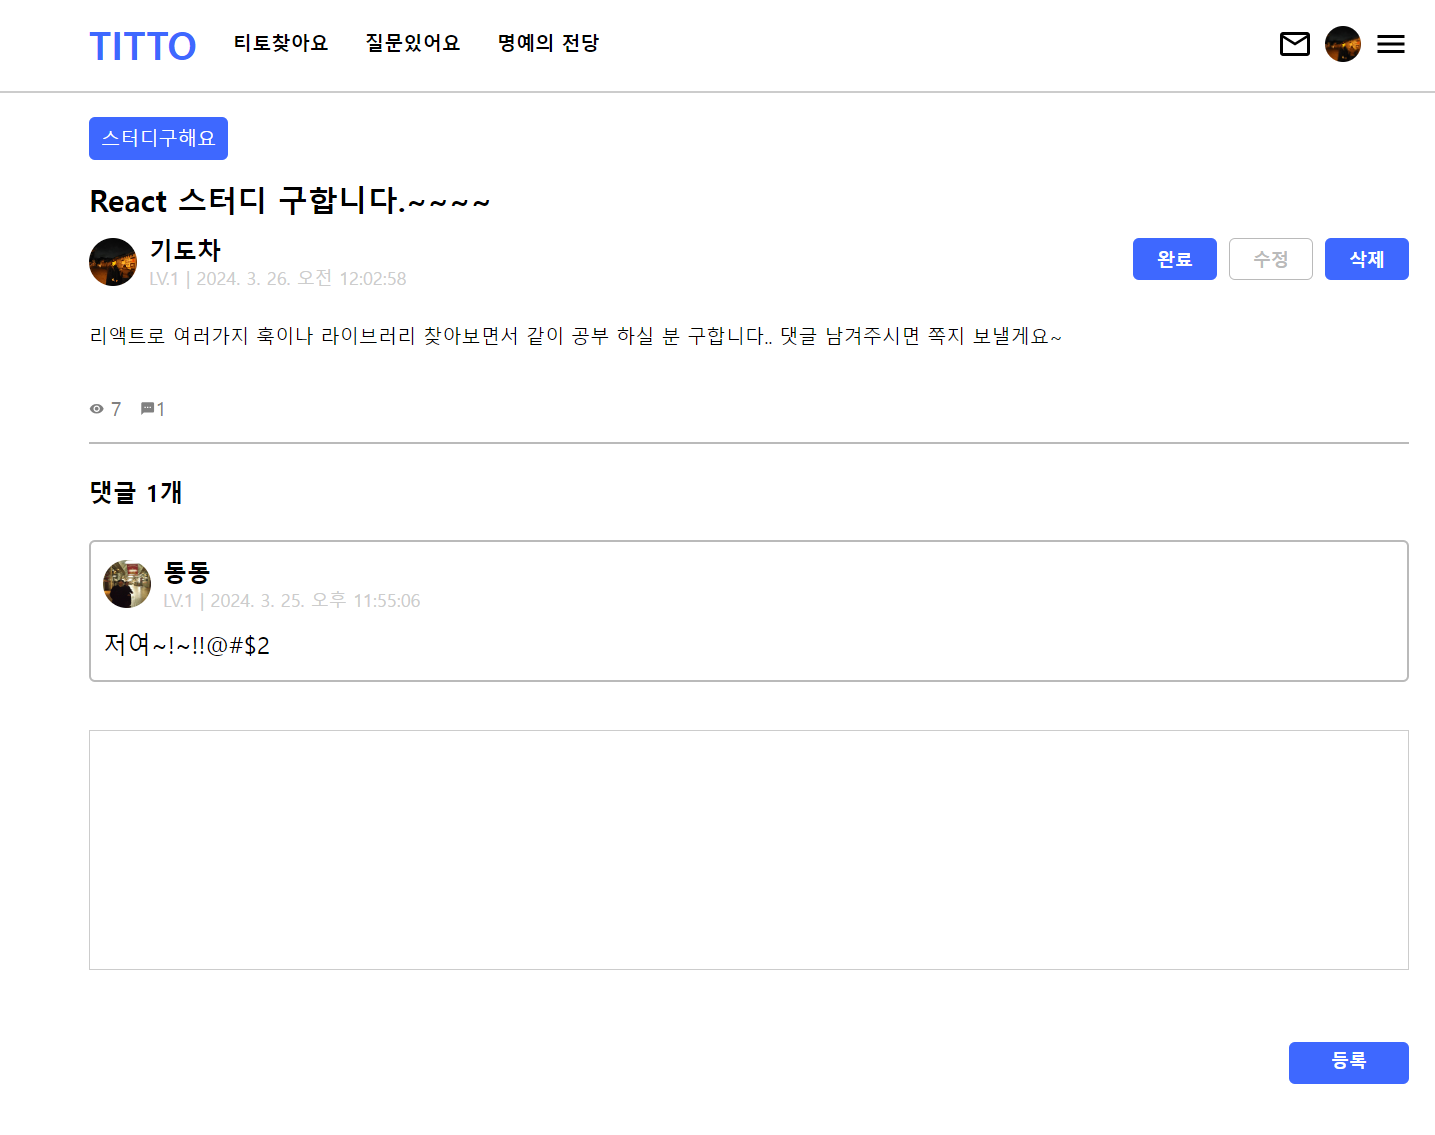 TITTO 티토찾아요 질문있어요 명예의 전당
스터디구해요
React 스터디 구합니다.~~~~
기도차
LV.1 | 2024. 3. 26. 오전 12:02:58
완료 수정 삭제
리액트로 여러가지 훅이나 라이브러리 찾아보면서 같이 공부 하실 분 구합니다.. 댓글 남겨주시면 쪽지 보낼게요~
7 1
댓글 1개
동동
LV.1 | 2024. 3. 25. 오후 11:55:06
저여~!~!!@#$2
등록